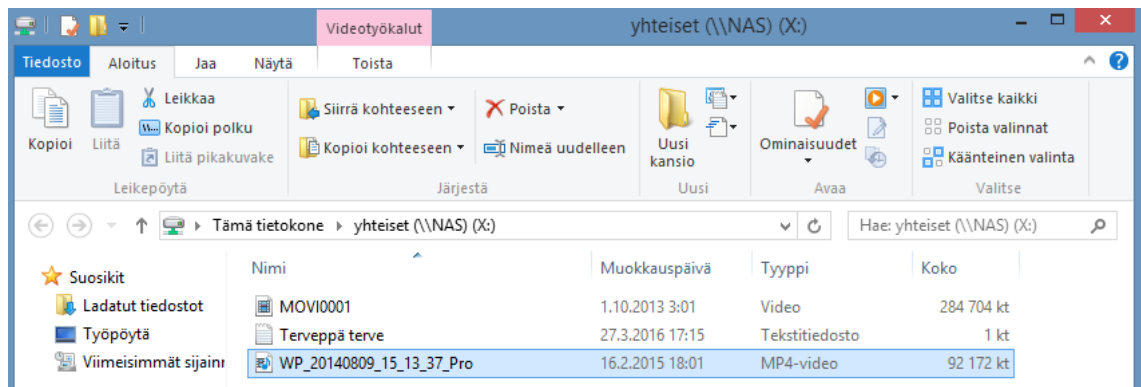 Videotyökalut
yhteiset (\\NAS) (X:)
Tiedosto Aloitus Jaa Näytä Toista
Kopioi
Liitä
Leikkaa
Kopioi polku
Liitä pikakuvake
Leikepöytä
Siirrä kohteeseen
Kopioi kohteeseen
Poista
Nimeä uudelleen
Järjestä
Uusi
kansio
Uusi
Ominaisuudet
Avaa
Valitse kaikki
Poista valinnat
Käänteinen valinta
Valitse
Tämä tietokone yhteiset (\\NAS) (X:)
Hae: yhteiset (\\NAS) (X:)
Suosikit
Ladatut tiedostot
Työpöytä
Viimeisimmät sijainr
Nimi Muokkauspäivä Tyyppi Koko
MOVI0001 1.10.2013 3:01 Video 284 704 kt
Terveppä terve 27.3.2016 17:15 Tekstitiedosto 1 kt
WP_20140809_15_13_37_Pro 16.2.2015 18:01 MP4-video 92 172 kt